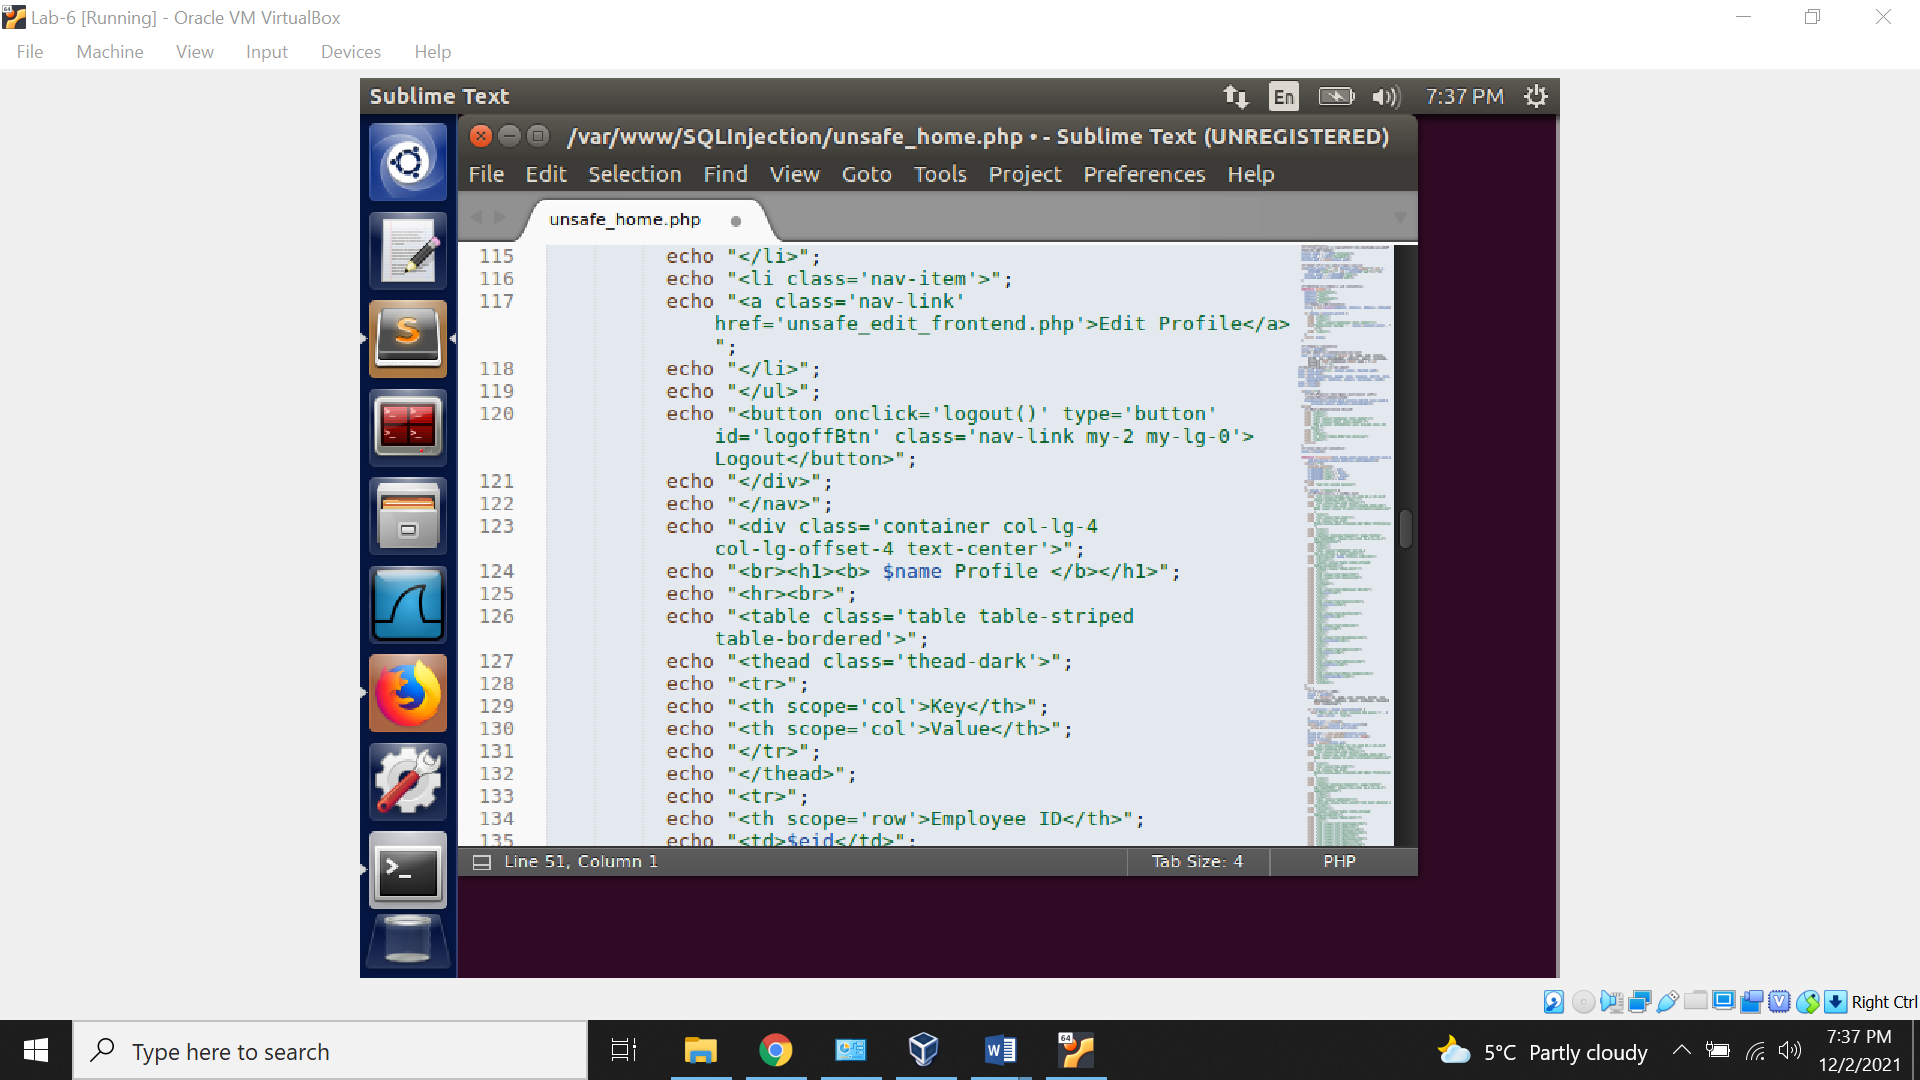 Lab-6 [Running] - Oracle VM VirtualBox
File Machine View Input Devices Help
Sublime Text
En
7:37 PM
/var/www/SQLInjection/unsafe_home.php • - Sublime Text (UNREGISTERED)
File Edit Selection Find View Goto Tools Project Preferences Help
unsafe_home.php
115 echo "</li>";
116 echo "<li class='nav-item'>";
117 echo "<a class='nav-link'
href='unsafe_edit_frontend.php'>Edit Profile</a>
";
118 echo "</li>";
119 echo "</ul>";
120 echo "<button onclick='logout()' type='button'
id='logoffBtn' class='nav-link my-2 my-lg-0'>
Logout</button>";
121 echo "</div>";
122 echo "</nav>";
123 echo "<div class='container col-lg-4
col-lg-offset-4 text-center'>";
124 echo "<br><h1><b> $name Profile </b></h1>";
125 echo "<hr><br>";
126 echo "<table class='table table-striped
table-bordered'>";
127 echo "<thead class='thead-dark'>";
128 echo "<tr>";
129 echo "<th scope='col'>Key</th>";
130 echo "<th scope='col'>Value</th>";
131 echo "</tr>";
132 echo "</thead>";
133 echo "<tr>";
134 echo "<th scope='row'>Employee ID</th>";
135 echo "<td>$eid</td>";
Line 51, Column 1
Tab Size: 4
PHP
Right Ctrl
Type here to search
64
5°C Partly cloudy
7:37 PM
12/2/2021